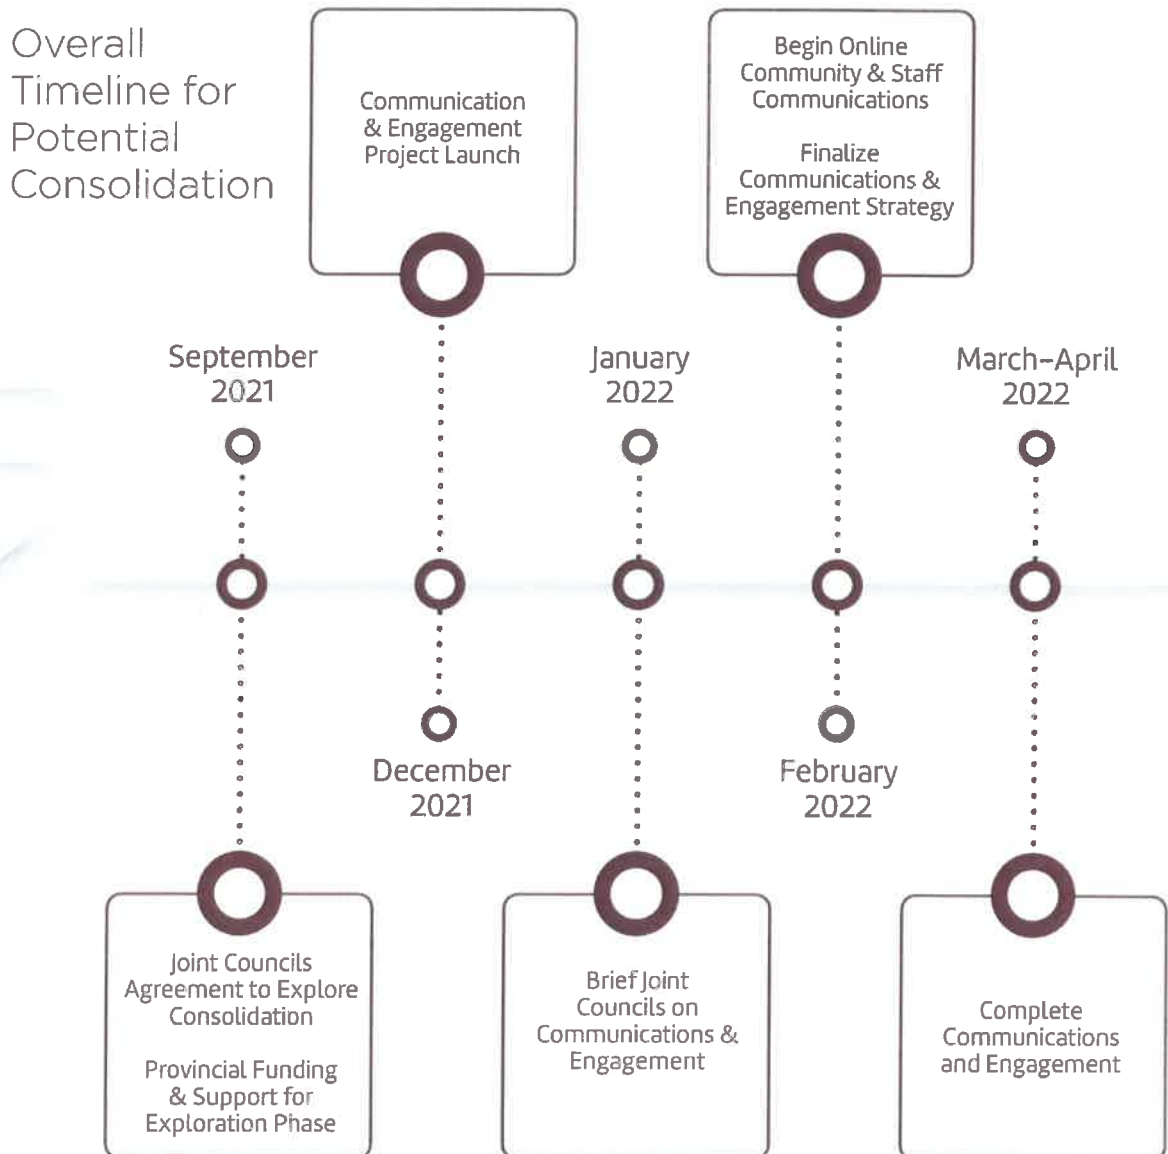 Overall
Timeline for
Potential
Consolidation
Communication
& Engagement
Project Launch
Begin Online
Community & Staff
Communications
Finalize
Communications &
Engagement Strategy
September
2021
January
2022
March–April
2022
December
2021
February
2022
Joint Councils
Agreement to Explore
Consolidation
Provincial Funding
& Support for
Exploration Phase
Brief Joint
Councils on
Communications &
Engagement
Complete
Communications
and Engagement